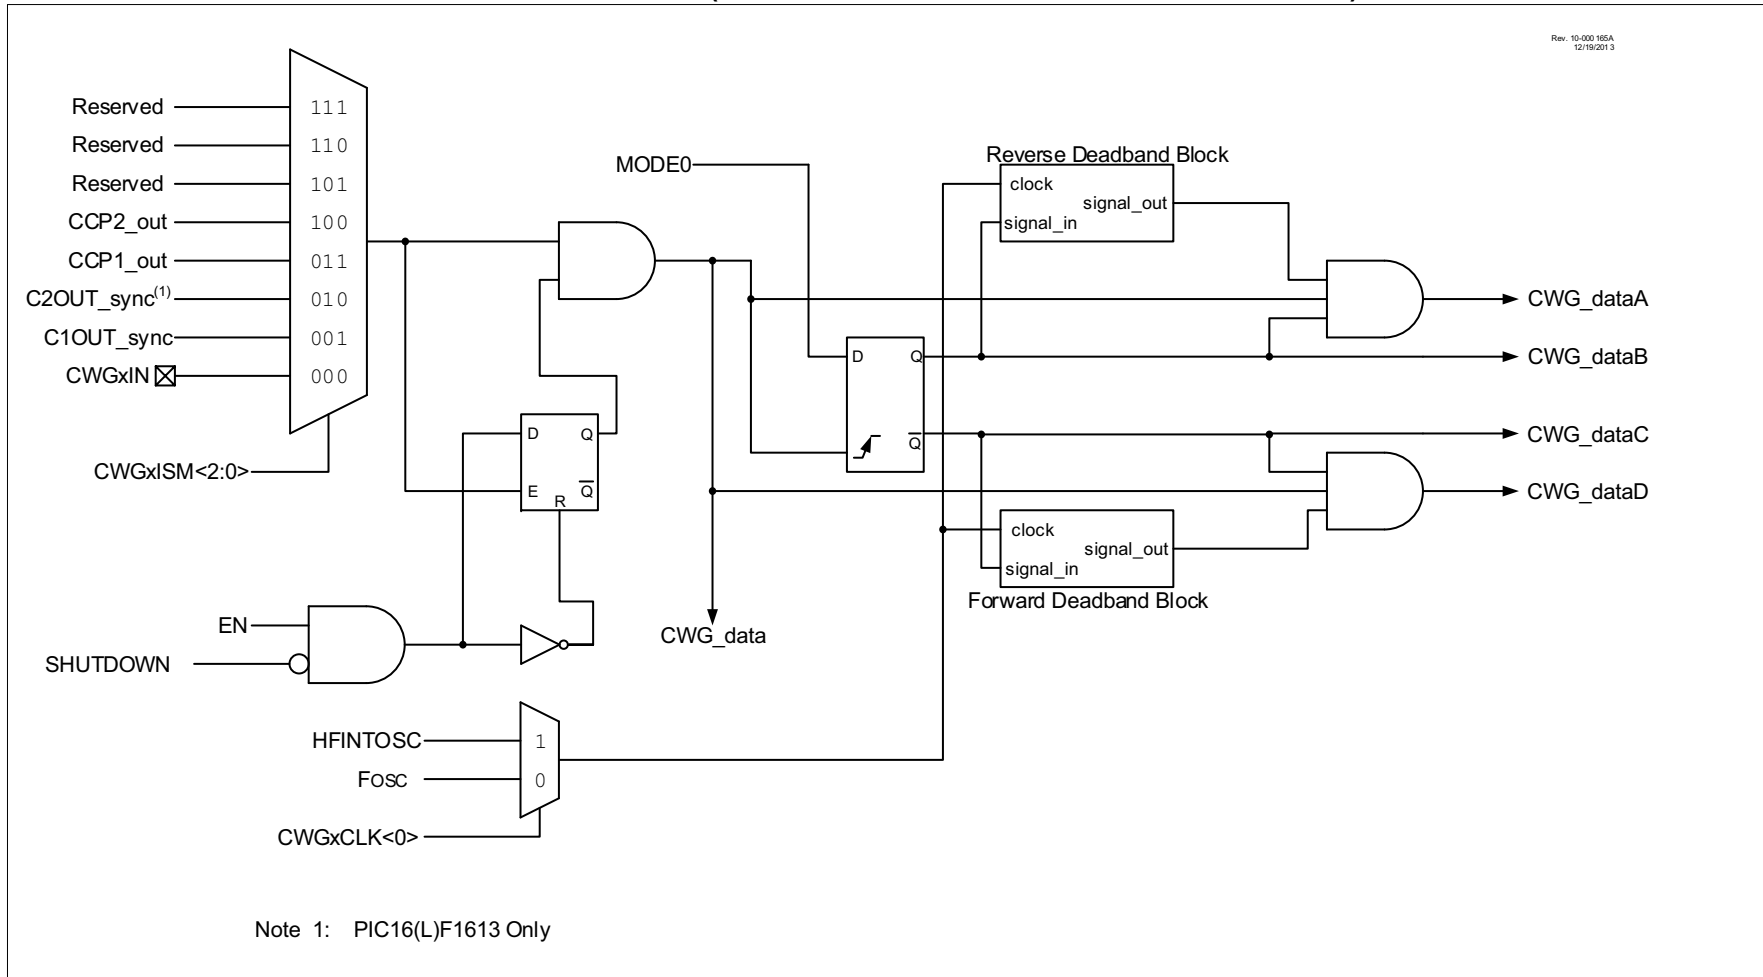 Rev. 10-000 165A
12/19/201 3
Reserved
111
Reserved
110
Reserved
101
CCP2_out
100
CCP1_out
011
C2OUT_sync(1)
010
C1OUT_sync
001
CWGxIN
000
CWGxISM<2:0>
MODE0
Reverse Deadband Block
clock
signal_out
signal_in
CWG_dataA
D
Q
CWG_dataB
Q
CWG_dataC
CWG_dataD
D
Q
E
Q
R
clock
signal_out
signal_in
Forward Deadband Block
EN
SHUTDOWN
CWG_data
HFINTOSC
1
FOSC
0
CWGxCLK<0>
Note 1: PIC16(L)F1613 Only